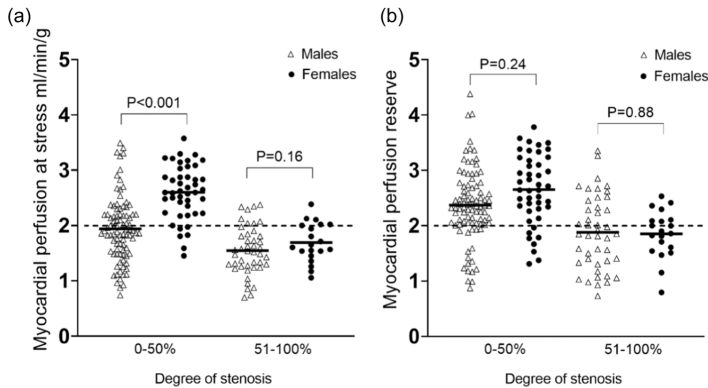 (a)
Myocardial perfusion at stress ml/min/g
5
4
3
2
1
0
△ Males
● Females
P<0.001
P=0.16
0-50%
51-100%
Degree of stenosis
(b)
Myocardial perfusion reserve
5
4
3
2
1
0
△ Males
● Females
P=0.24
P=0.88
0-50%
51-100%
Degree of stenosis